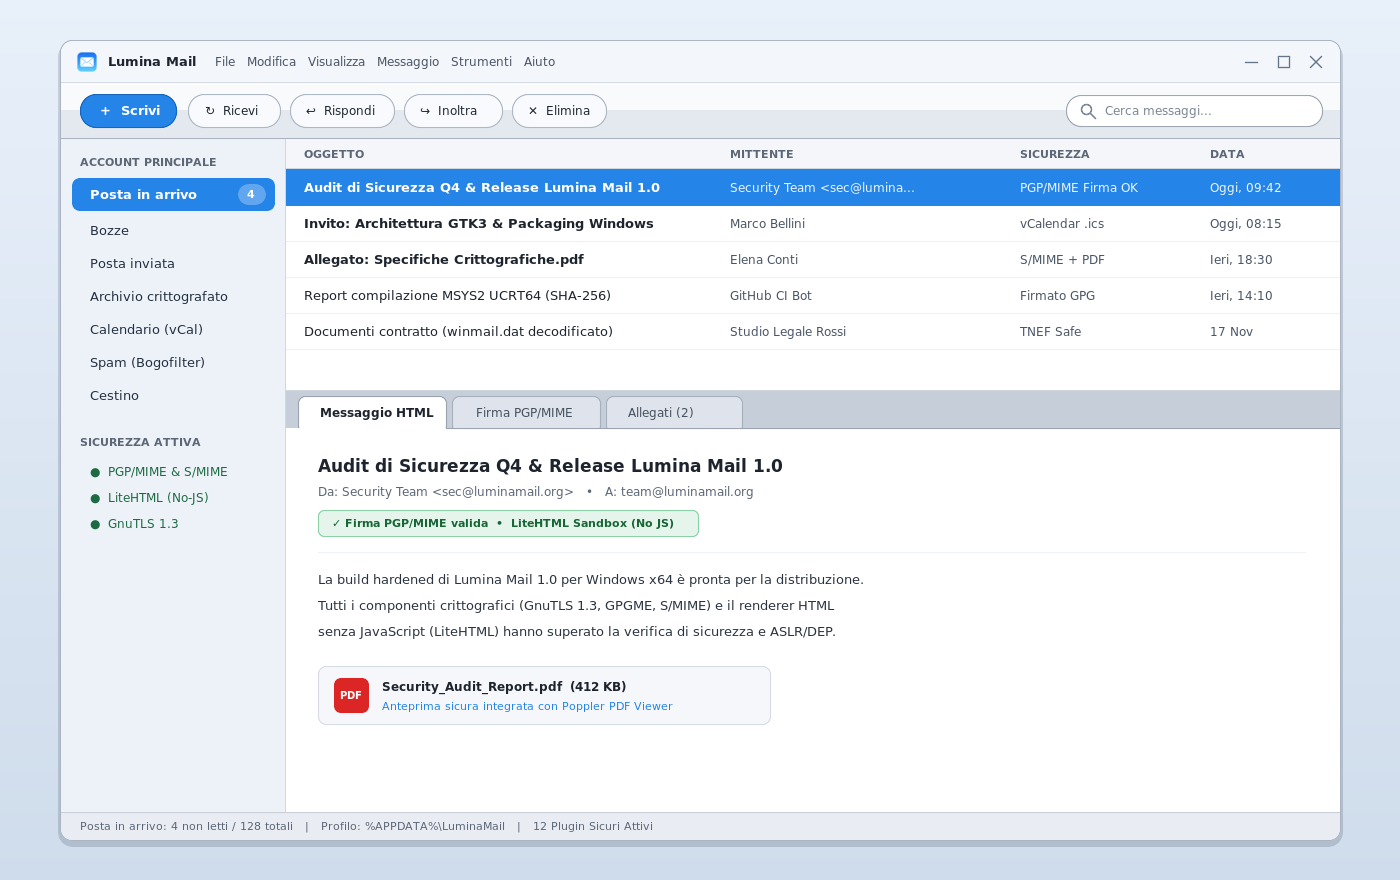 Lumina Mail File Modifica Visualizza Messaggio Strumenti Aiuto
+ Scrivi ↻ Ricevi ↩ Rispondi ↪ Inoltra ✕ Elimina Cerca messaggi...
ACCOUNT PRINCIPALE
Posta in arrivo 4
Bozze
Posta inviata
Archivio crittografato
Calendario (vCal)
Spam (Bogofilter)
Cestino
SICUREZZA ATTIVA
● PGP/MIME & S/MIME
● LiteHTML (No-JS)
● GnuTLS 1.3
OGGETTO MITTENTE SICUREZZA DATA
Audit di Sicurezza Q4 & Release Lumina Mail 1.0 Security Team <sec@lumina... PGP/MIME Firma OK Oggi, 09:42
Invito: Architettura GTK3 & Packaging Windows Marco Bellini vCalendar .ics Oggi, 08:15
Allegato: Specifiche Crittografiche.pdf Elena Conti S/MIME + PDF Ieri, 18:30
Report compilazione MSYS2 UCRT64 (SHA-256) GitHub CI Bot Firmato GPG Ieri, 14:10
Documenti contratto (winmail.dat decodificato) Studio Legale Rossi TNEF Safe 17 Nov
Messaggio HTML Firma PGP/MIME Allegati (2)
Audit di Sicurezza Q4 & Release Lumina Mail 1.0
Da: Security Team <sec@luminamail.org> • A: team@luminamail.org
✓ Firma PGP/MIME valida • LiteHTML Sandbox (No JS)
La build hardened di Lumina Mail 1.0 per Windows x64 è pronta per la distribuzione.
Tutti i componenti crittografici (GnuTLS 1.3, GPGME, S/MIME) e il renderer HTML
senza JavaScript (LiteHTML) hanno superato la verifica di sicurezza e ASLR/DEP.
PDF Security_Audit_Report.pdf (412 KB)
Anteprima sicura integrata con Poppler PDF Viewer
Posta in arrivo: 4 non letti / 128 totali | Profilo: %APPDATA%\LuminaMail | 12 Plugin Sicuri Attivi